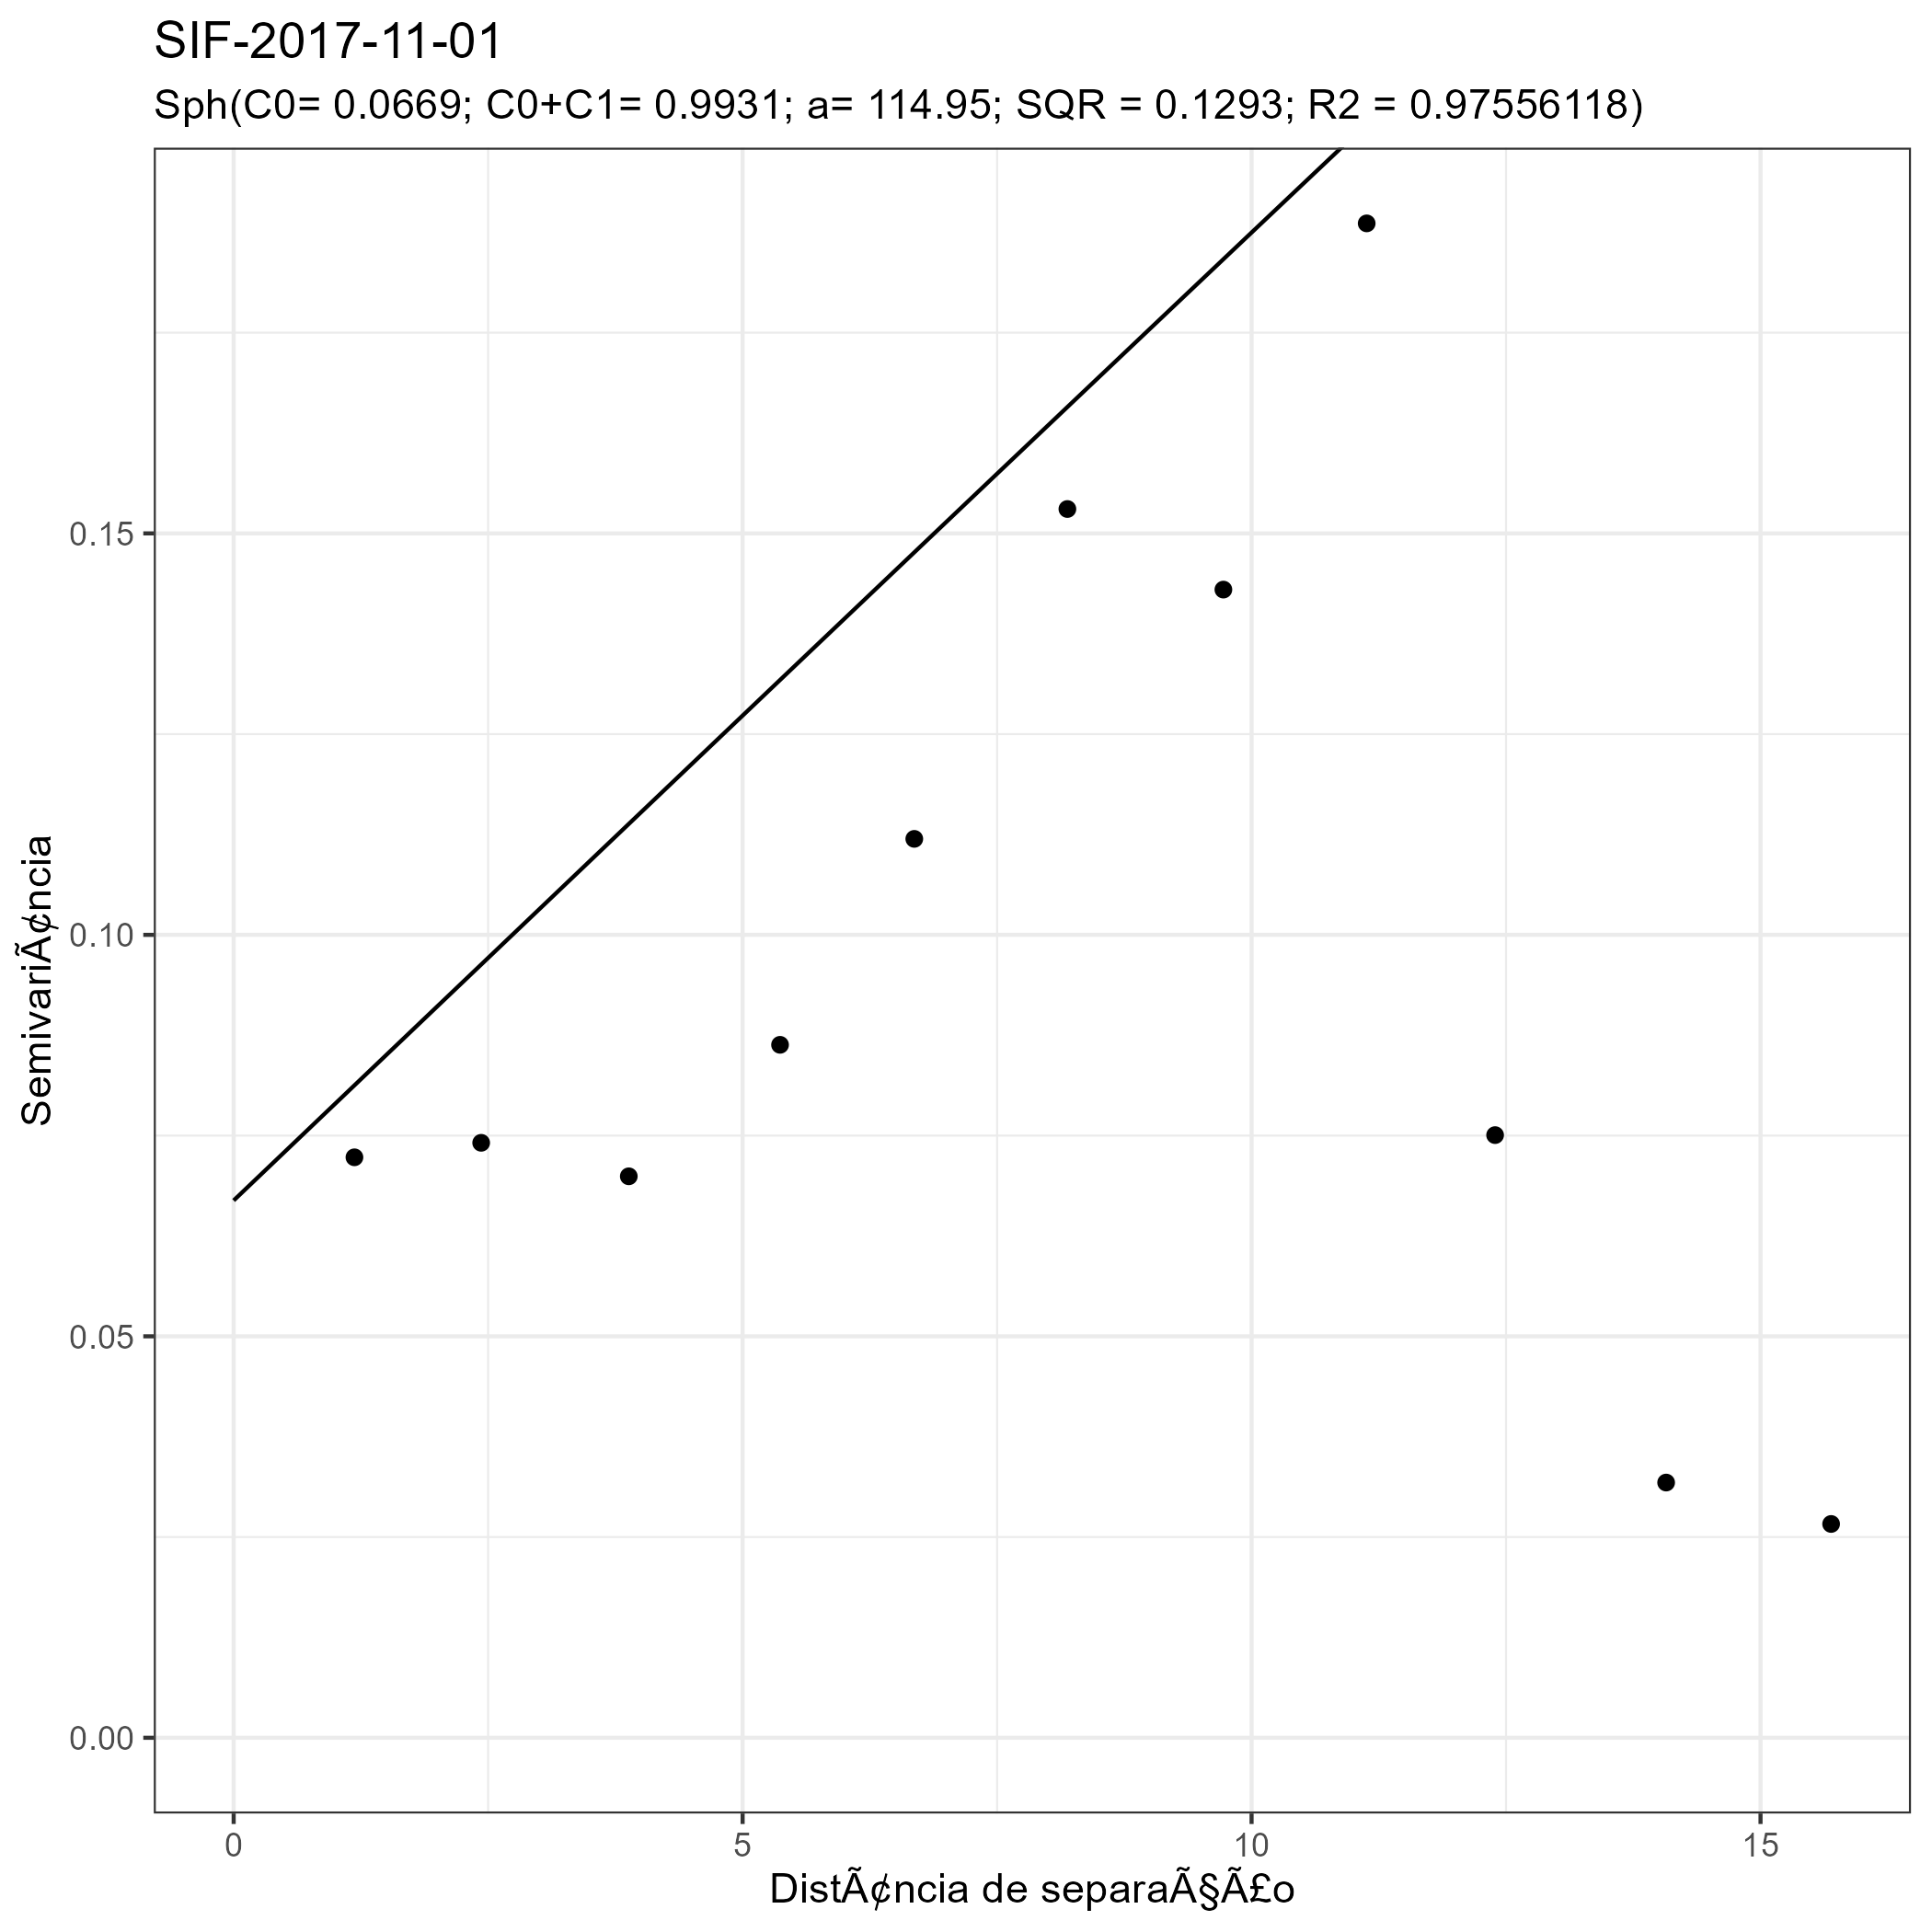 SIF-2017-11-01
Sph(C0= 0.0669; C0+C1= 0.9931; a= 114.95; SQR = 0.1293; R2 = 0.97556118)
SemivariÃ¢ncia
0.15
0.10
0.05
0.00
0 5 10 15
DistÃ¢ncia de separaÃ§Ã£o